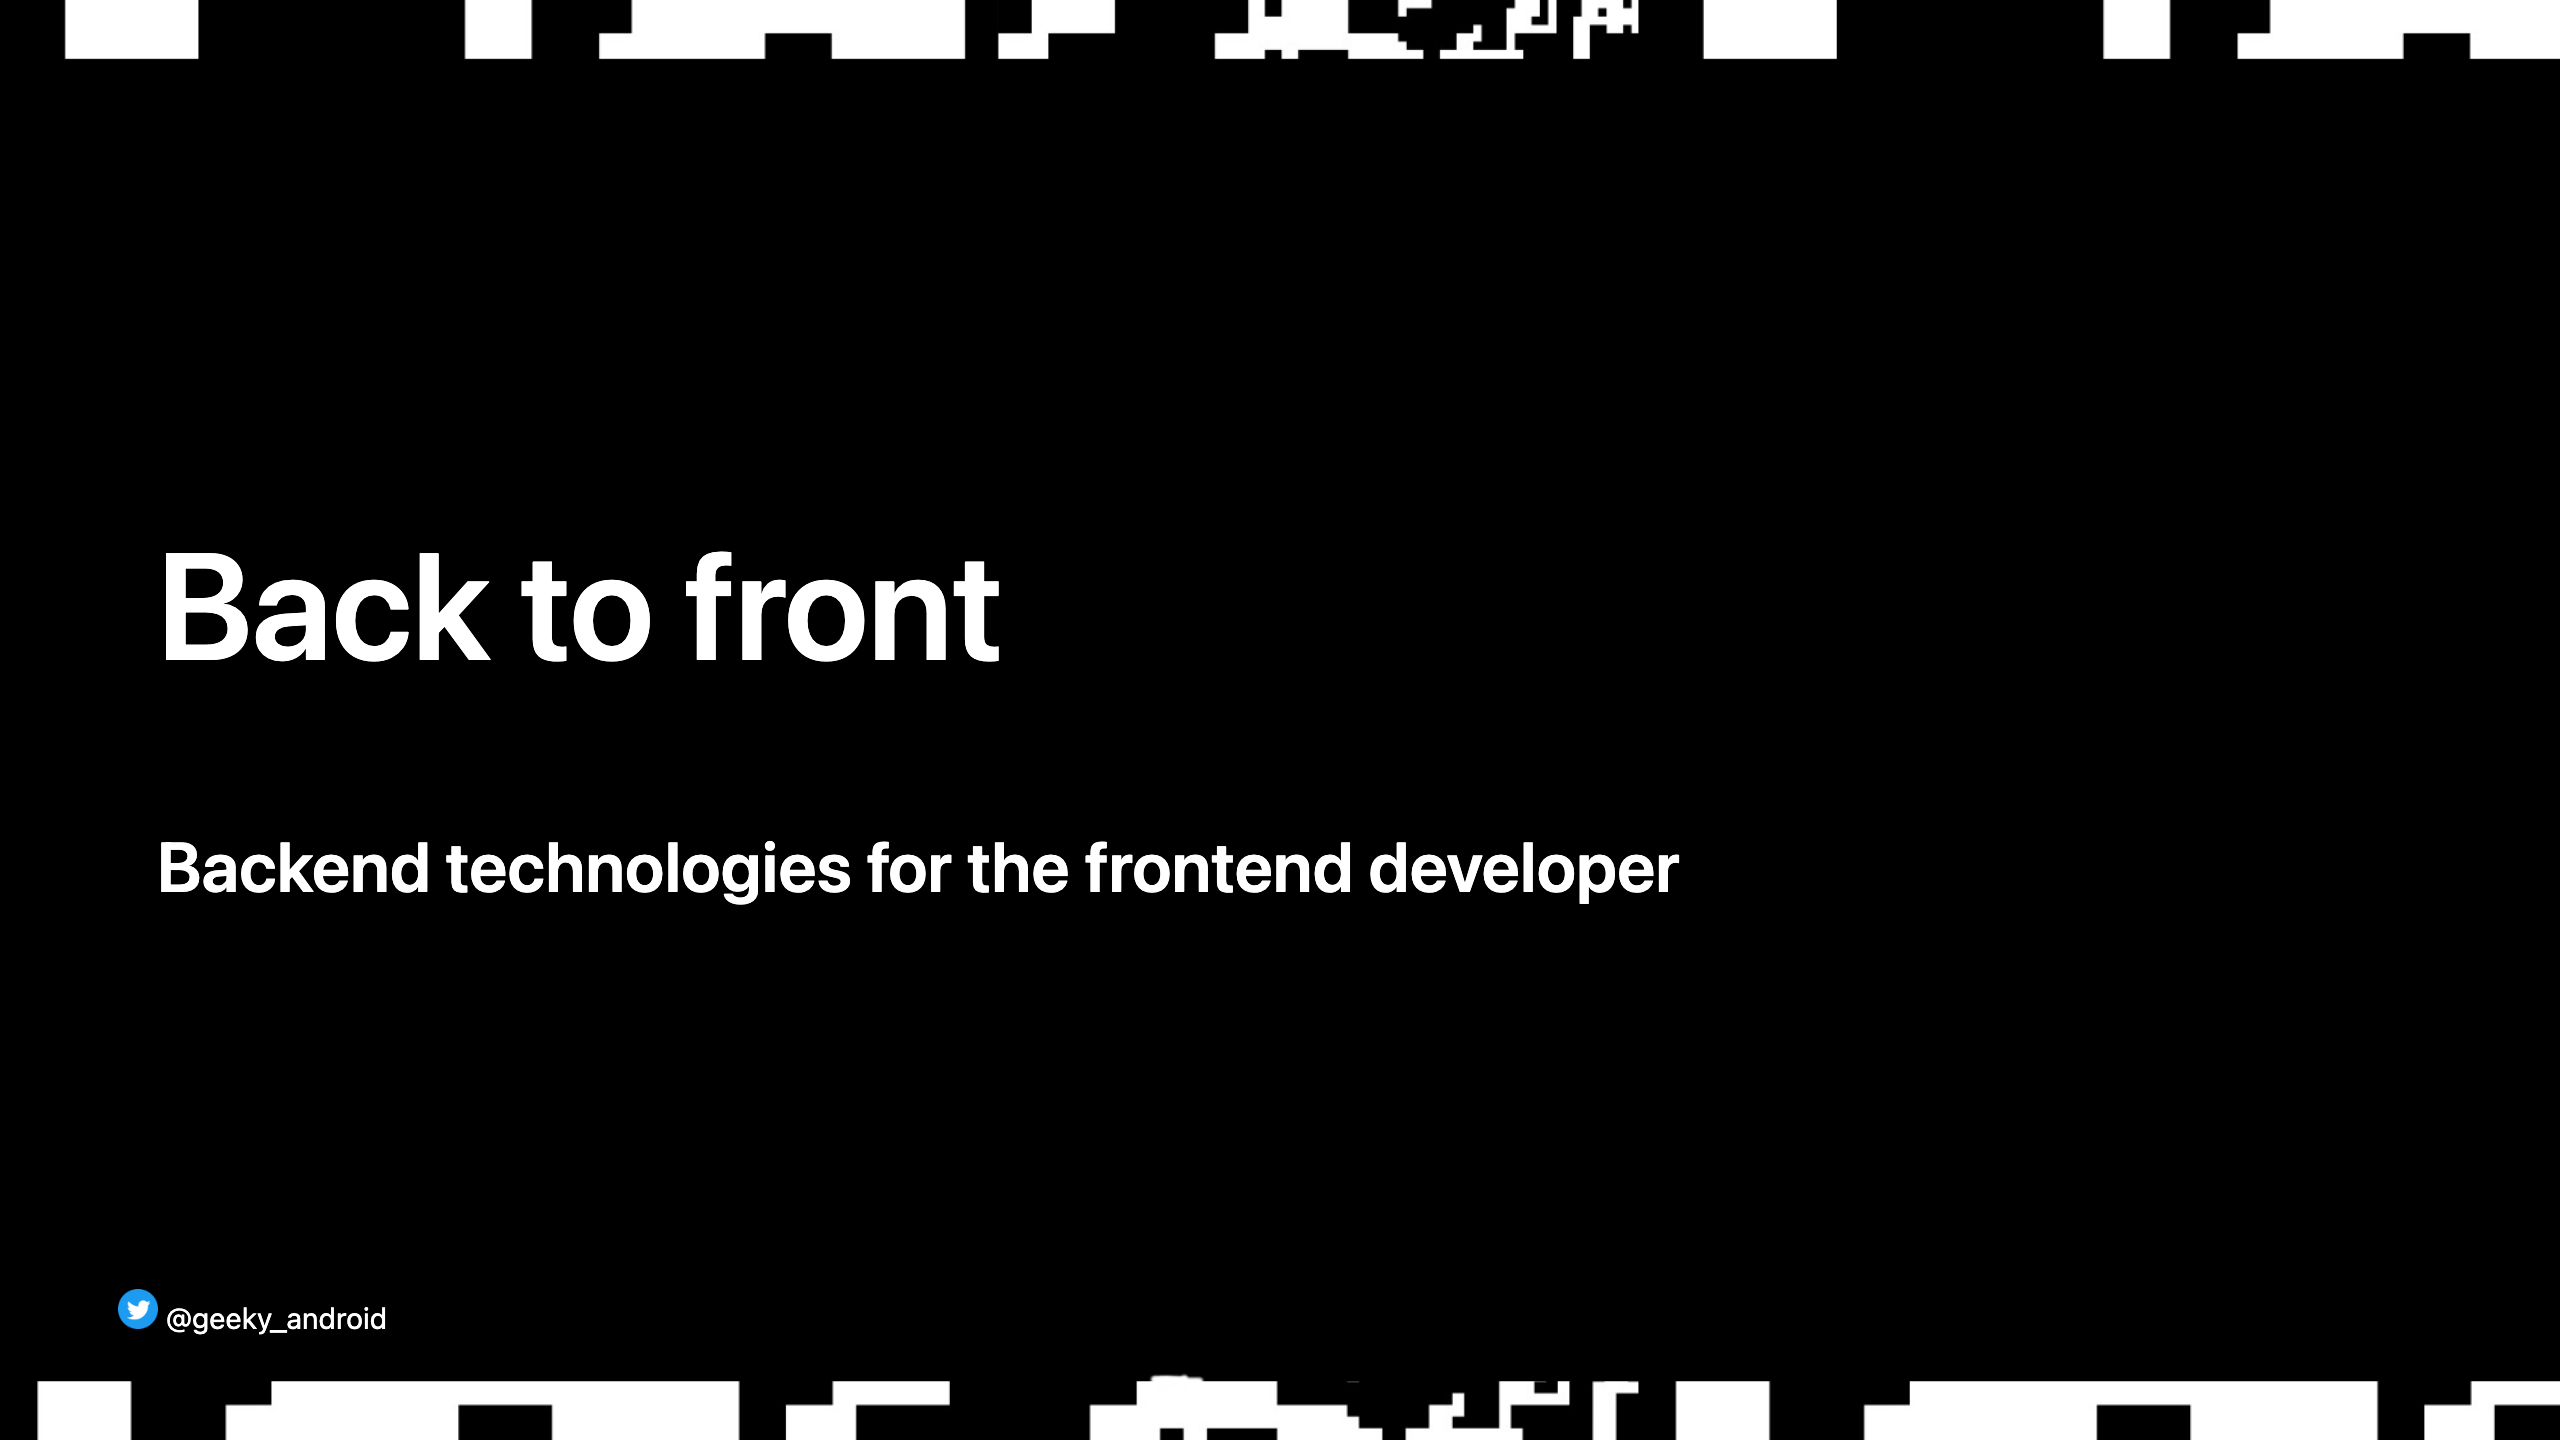 Back to front
Backend technologies for the frontend developer
@geeky_android